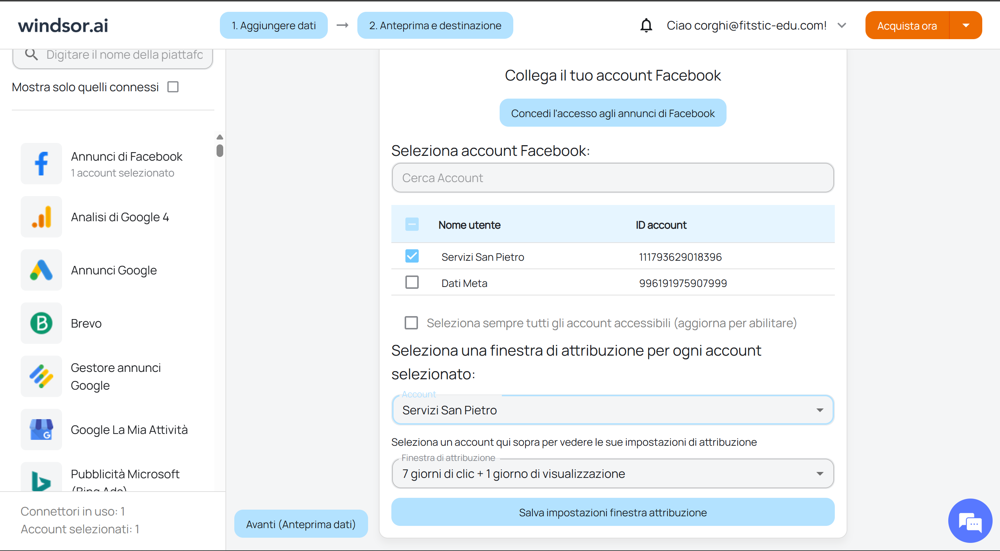 windsor.ai
1. Aggiungere dati
2. Anteprima e destinazione
Ciao corghi@fitstic-edu.com!
Acquista ora
Digitare il nome della piattafo
Mostra solo quelli connessi
Annunci di Facebook
1 account selezionato
Analisi di Google 4
Annunci Google
Brevo
Gestore annunci
Google
Google La Mia Attività
Pubblicità Microsoft
(Bing Ads)
Connettori in uso: 1
Account selezionati: 1
Avanti (Anteprima dati)
Collega il tuo account Facebook
Concedi l'accesso agli annunci di Facebook
Seleziona account Facebook:
Cerca Account
Nome utente
ID account
Servizi San Pietro
111793629018396
Dati Meta
996191975907999
Seleziona sempre tutti gli account accessibili (aggiorna per abilitare)
Seleziona una finestra di attribuzione per ogni account
selezionato:
Account
Servizi San Pietro
Seleziona un account qui sopra per vedere le sue impostazioni di attribuzione
Finestra di attribuzione
7 giorni di clic + 1 giorno di visualizzazione
Salva impostazioni finestra attribuzione